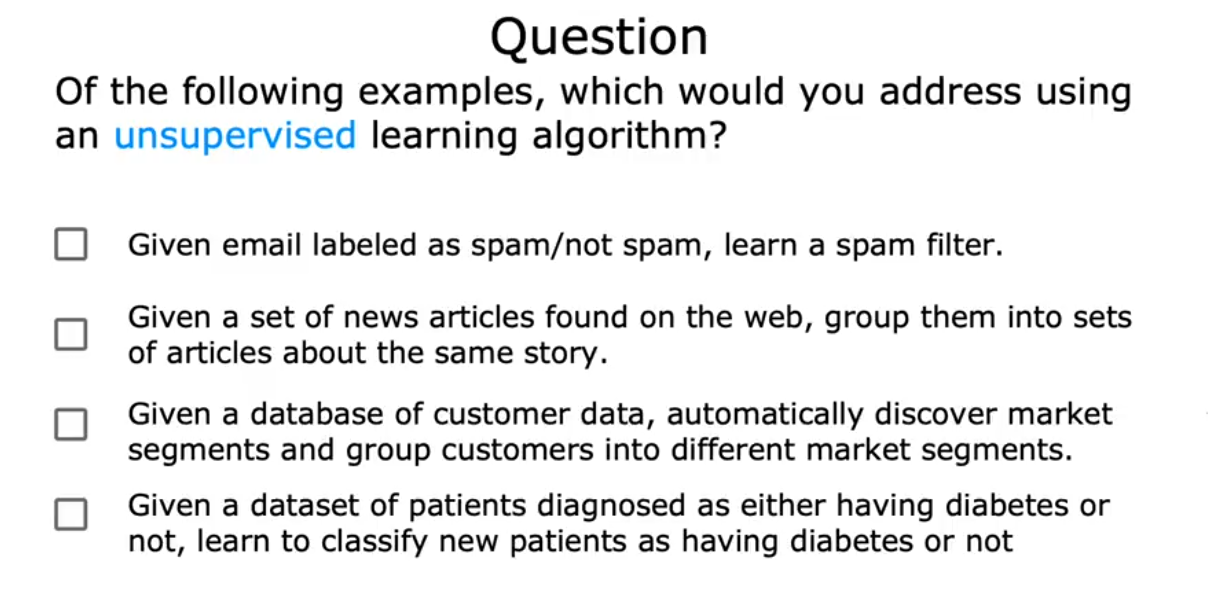 Question
Of the following examples, which would you address using
an unsupervised learning algorithm?
Given email labeled as spam/not spam, learn a spam filter.
Given a set of news articles found on the web, group them into sets
of articles about the same story.
Given a database of customer data, automatically discover market
segments and group customers into different market segments.
Given a dataset of patients diagnosed as either having diabetes or
not, learn to classify new patients as having diabetes or not